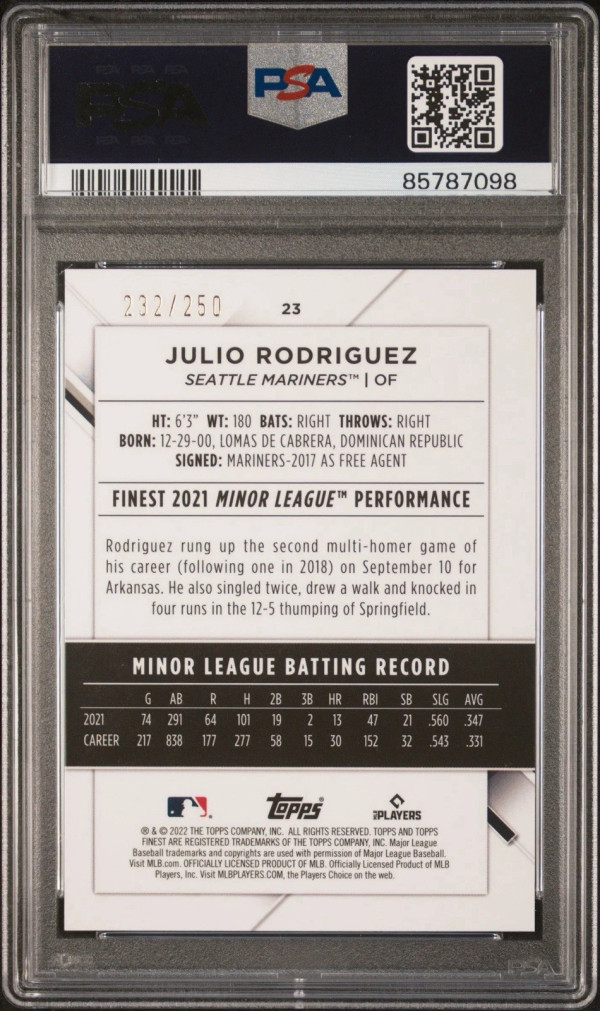 PSA
85787098
232/250
23
JULIO RODRIGUEZ
SEATTLE MARINERS™ | OF
HT: 6'3" WT: 180 BATS: RIGHT THROWS: RIGHT
BORN: 12-29-00, LOMAS DE CABRERA, DOMINICAN REPUBLIC
SIGNED: MARINERS-2017 AS FREE AGENT
FINEST 2021 MINOR LEAGUE™ PERFORMANCE
Rodriguez rung up the second multi-homer game of
his career (following one in 2018) on September 10 for
Arkansas. He also singled twice, drew a walk and knocked in
four runs in the 12-5 thumping of Springfield.
MINOR LEAGUE BATTING RECORD
G AB R H 2B 3B HR RBI SB SLG AVG
2021 74 291 64 101 19 2 13 47 21 .560 .347
CAREER 217 838 177 277 58 15 30 152 32 .543 .331
Topps PLAYERS
® & © 2022 THE TOPPS COMPANY, INC. ALL RIGHTS RESERVED. TOPPS AND TOPPS
FINEST ARE REGISTERED TRADEMARKS OF THE TOPPS COMPANY, INC. Major League
Baseball trademarks and copyrights are used with permission of Major League Baseball.
Visit MLB.com. OFFICIALLY LICENSED PRODUCT OF MLB. Officially Licensed Product of MLB
Players, Inc. Visit MLBPLAYERS.COM, the Players Choice on the web.
PSA